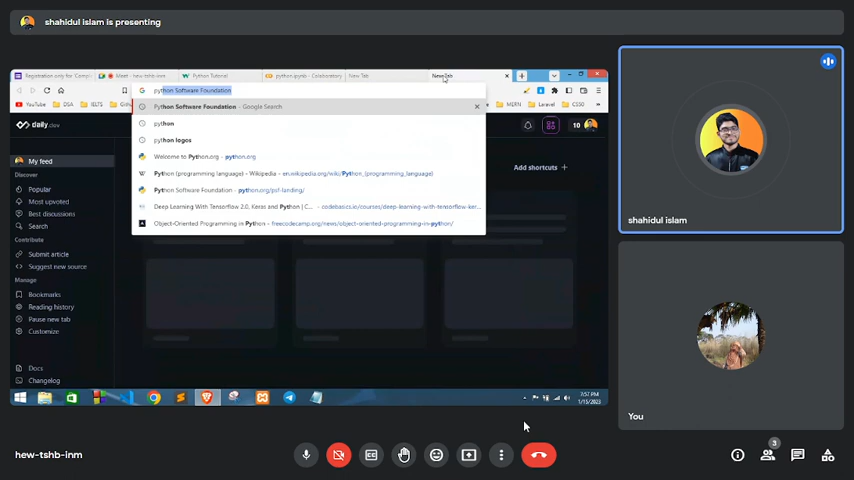 shahidul islam is presenting
Registration only for 'Compl
Meet - hew-tshb-inm
Python Tutorial
python.ipynb - Colaboratory
New Tab
New Tab
python Software Foundation
YouTube DSA IELTS
MERN Laravel CS50
Python Software Foundation - Google Search
python
python logos
Welcome to Python.org - python.org
Python (programming language) - Wikipedia - en.wikipedia.org/wiki/Python_(programming_language)
Python Software Foundation - python.org/psf-landing/
Deep Learning With Tensorflow 2.0, Keras and Python | C... - codebasics.io/courses/deep-learning-with-tensorflow-ker...
Object-Oriented Programming in Python - freecodecamp.org/news/object-oriented-programming-in-python/
daily.dev
10
My feed
Add shortcuts +
Discover
Popular
Most upvoted
Best discussions
Search
Contribute
Submit article
Suggest new source
Manage
Bookmarks
Reading history
Pause new tab
Customize
Docs
Changelog
7:57 PM
1/15/2023
shahidul islam
You
hew-tshb-inm
3